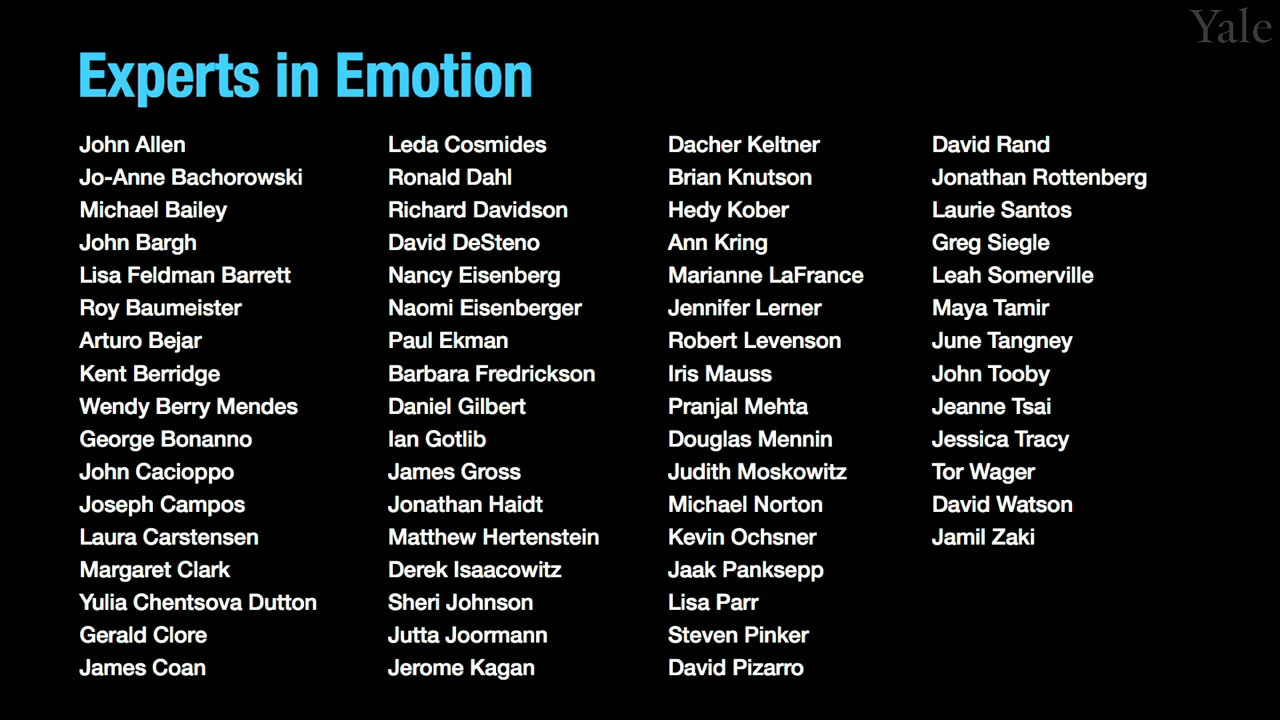 Yale
Experts in Emotion
John Allen
Jo-Anne Bachorowski
Michael Bailey
John Bargh
Lisa Feldman Barrett
Roy Baumeister
Arturo Bejar
Kent Berridge
Wendy Berry Mendes
George Bonanno
John Cacioppo
Joseph Campos
Laura Carstensen
Margaret Clark
Yulia Chentsova Dutton
Gerald Clore
James Coan
Leda Cosmides
Ronald Dahl
Richard Davidson
David DeSteno
Nancy Eisenberg
Naomi Eisenberger
Paul Ekman
Barbara Fredrickson
Daniel Gilbert
Ian Gotlib
James Gross
Jonathan Haidt
Matthew Hertenstein
Derek Isaacowitz
Sheri Johnson
Jutta Joormann
Jerome Kagan
Dacher Keltner
Brian Knutson
Hedy Kober
Ann Kring
Marianne LaFrance
Jennifer Lerner
Robert Levenson
Iris Mauss
Pranjal Mehta
Douglas Mennin
Judith Moskowitz
Michael Norton
Kevin Ochsner
Jaak Panksepp
Lisa Parr
Steven Pinker
David Pizarro
David Rand
Jonathan Rottenberg
Laurie Santos
Greg Siegle
Leah Somerville
Maya Tamir
June Tangney
John Tooby
Jeanne Tsai
Jessica Tracy
Tor Wager
David Watson
Jamil Zaki